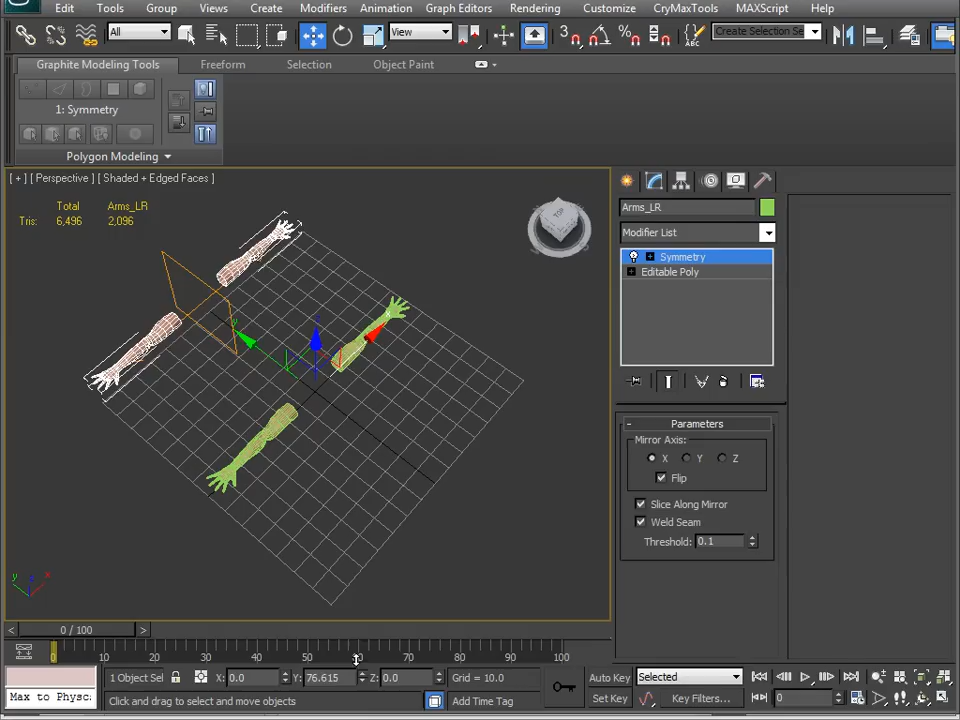 Edit Tools Group Views Create Modifiers Animation Graph Editors Rendering Customize CryMaxTools MAXScript Help
All View Create Selection Se
Graphite Modeling Tools Freeform Selection Object Paint
1: Symmetry
Polygon Modeling
[ + ] [ Perspective ] [ Shaded + Edged Faces ]
Total Arms_LR
Tris: 6,496 2,096
TOP
Arms_LR
Modifier List
Symmetry
Editable Poly
- Parameters
Mirror Axis:
X Y Z
Flip
Slice Along Mirror
Weld Seam
Threshold: 0.1
y z x
y
0 / 100
0 10 20 30 40 50 60 70 80 90 100
1 Object Sel X: 0.0 Y: 76.615 Z: 0.0 Grid = 10.0 Auto Key Selected
Max to Physc: Click and drag to select and move objects Add Time Tag Set Key Key Filters... 0